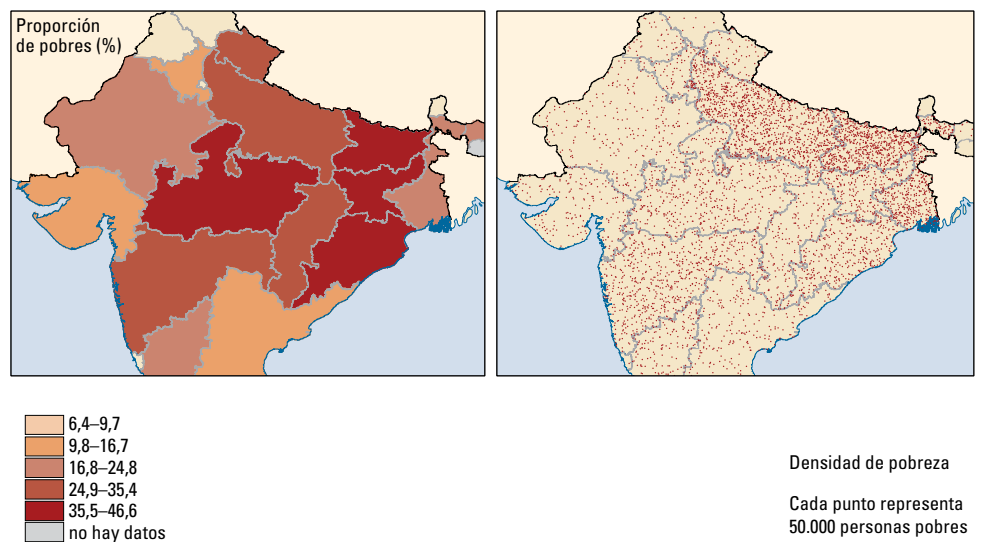 Proporción
de pobres (%)
6,4–9,7
9,8–16,7
16,8–24,8
24,9–35,4
35,5–46,6
no hay datos
Densidad de pobreza
Cada punto representa
50.000 personas pobres